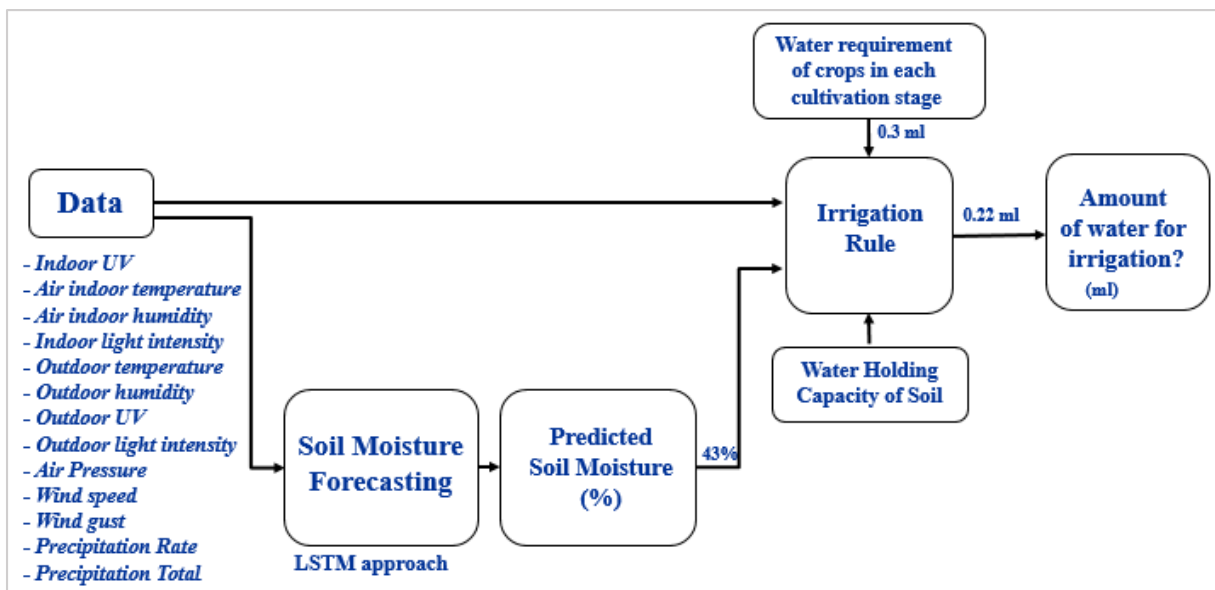 Water requirement
of crops in each
cultivation stage
0.3 ml
Data
- Indoor UV
- Air indoor temperature
- Air indoor humidity
- Indoor light intensity
- Outdoor temperature
- Outdoor humidity
- Outdoor UV
- Outdoor light intensity
- Air Pressure
- Wind speed
- Wind gust
- Precipitation Rate
- Precipitation Total
Soil Moisture
Forecasting
LSTM approach
Predicted
Soil Moisture
(%)
43%
Irrigation
Rule
Water Holding
Capacity of Soil
0.22 ml
Amount
of water for
irrigation?
(ml)